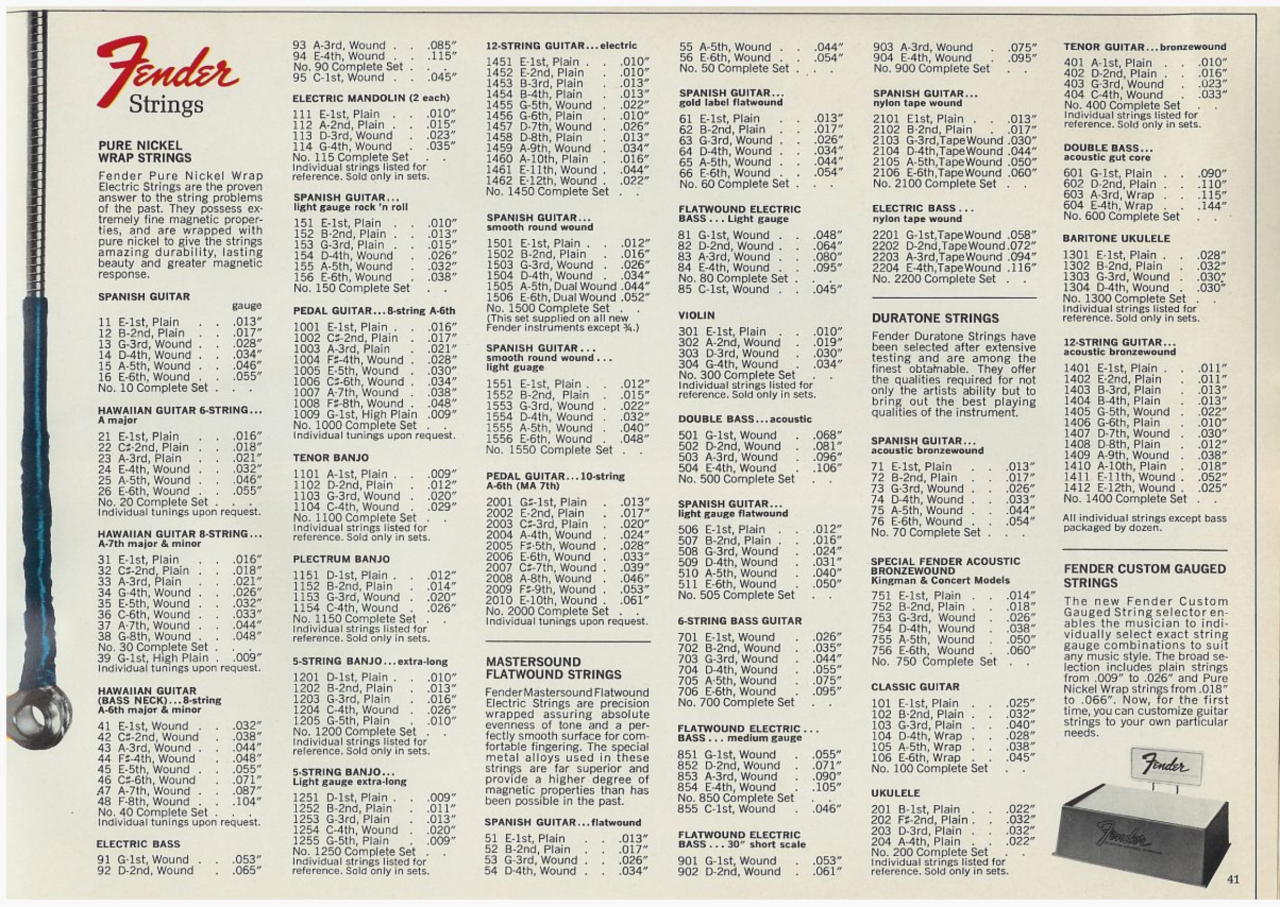 Fender
Strings
PURE NICKEL
WRAP STRINGS
Fender Pure Nickel Wrap
Electric Strings are the proven
answer to the string problems
of the past. They possess ex-
tremely fine magnetic proper-
ties, and are wrapped with
pure nickel to give the strings
amazing durability, lasting
beauty and greater magnetic
response.
SPANISH GUITAR
gauge
11 E-1st, Plain . . .013″
12 B-2nd, Plain . . .017″
13 G-3rd, Wound . . .028″
14 D-4th, Wound . . .034″
15 A-5th, Wound . . .046″
16 E-6th, Wound . . .055″
No. 10 Complete Set . .
HAWAIIAN GUITAR 6-STRING...
A major
21 E-1st, Plain . . .016″
22 C♯-2nd, Plain . . .018″
23 A-3rd, Plain . . .021″
24 E-4th, Wound . . .032″
25 A-5th, Wound . . .046″
26 E-6th, Wound . . .055″
No. 20 Complete Set . .
Individual tunings upon request.
HAWAIIAN GUITAR 8-STRING...
A-7th major & minor
31 E-1st, Plain . . .016″
32 C♯-2nd, Plain . . .018″
33 A-3rd, Plain . . .021″
34 G-4th, Wound . . .026″
35 E-5th, Wound . . .032″
36 C-6th, Wound . . .033″
37 A-7th, Wound . . .044″
38 G-8th, Wound . . .048″
No. 30 Complete Set . .
39 G-1st, High Plain . .009″
Individual tunings upon request.
HAWAIIAN GUITAR
(BASS NECK)...8-string
A-6th major & minor
41 E-1st, Wound . . .032″
42 C♯-2nd, Wound . . .038″
43 A-3rd, Wound . . .044″
44 F♯-4th, Wound . . .048″
45 E-5th, Wound . . .055″
46 C♯-6th, Wound . . .071″
47 A-7th, Wound . . .087″
48 F-8th, Wound . . .104″
No. 40 Complete Set . .
Individual tunings upon request.
ELECTRIC BASS
91 G-1st, Wound . . .053″
92 D-2nd, Wound . . .065″
93 A-3rd, Wound . . .085″
94 E-4th, Wound . . .115″
No. 90 Complete Set . .
95 C-1st, Wound . . .045″
ELECTRIC MANDOLIN (2 each)
111 E-1st, Plain . . .010″
112 A-2nd, Plain . . .015″
113 D-3rd, Wound . . .023″
114 G-4th, Wound . . .035″
No. 115 Complete Set . .
Individual strings listed for
reference. Sold only in sets.
SPANISH GUITAR...
light gauge rock 'n roll
151 E-1st, Plain . . .010″
152 B-2nd, Plain . . .013″
153 G-3rd, Plain . . .015″
154 D-4th, Wound . . .026″
155 A-5th, Wound . . .032″
156 E-6th, Wound . . .038″
No. 150 Complete Set . .
PEDAL GUITAR...8-string A-6th
1001 E-1st, Plain . . .016″
1002 C♯-2nd, Plain . . .017″
1003 A-3rd, Plain . . .021″
1004 F♯-4th, Wound . . .028″
1005 E-5th, Wound . . .030″
1006 C♯-6th, Wound . . .034″
1007 A-7th, Wound . . .038″
1008 F♯-8th, Wound . . .048″
1009 G-1st, High Plain .009″
No. 1000 Complete Set . .
Individual tunings upon request.
TENOR BANJO
1101 A-1st, Plain . . .009″
1102 D-2nd, Plain . . .012″
1103 G-3rd, Wound . . .020″
1104 C-4th, Wound . . .029″
No. 1100 Complete Set . .
Individual strings listed for
reference. Sold only in sets.
PLECTRUM BANJO
1151 D-1st, Plain . . .012″
1152 B-2nd, Plain . . .014″
1153 G-3rd, Wound . . .020″
1154 C-4th, Wound . . .026″
No. 1150 Complete Set . .
Individual strings listed for
reference. Sold only in sets.
5-STRING BANJO...extra-long
1201 D-1st, Plain . . .010″
1202 B-2nd, Plain . . .013″
1203 G-3rd, Plain . . .016″
1204 C-4th, Wound . . .026″
1205 G-5th, Plain . . .010″
No. 1200 Complete Set . .
Individual strings listed for
reference. Sold only in sets.
5-STRING BANJO...
Light gauge extra-long
1251 D-1st, Plain . . .009″
1252 B-2nd, Plain . . .011″
1253 G-3rd, Plain . . .013″
1254 C-4th, Wound . . .020″
1255 G-5th, Plain . . .009″
No. 1250 Complete Set . .
Individual strings listed for
reference. Sold only in sets.
12-STRING GUITAR...electric
1451 E-1st, Plain . . .010″
1452 E-2nd, Plain . . .010″
1453 B-3rd, Plain . . .013″
1454 B-4th, Plain . . .013″
1455 G-5th, Wound . . .022″
1456 G-6th, Plain . . .010″
1457 D-7th, Wound . . .026″
1458 D-8th, Plain . . .013″
1459 A-9th, Wound . . .034″
1460 A-10th, Plain . . .016″
1461 E-11th, Wound . . .044″
1462 E-12th, Wound . . .022″
No. 1450 Complete Set . .
SPANISH GUITAR...
smooth round wound
1501 E-1st, Plain . . .012″
1502 B-2nd, Plain . . .016″
1503 G-3rd, Wound . . .026″
1504 D-4th, Wound . . .034″
1505 A-5th, Dual Wound .044″
1506 E-6th, Dual Wound .052″
No. 1500 Complete Set . .
(This set supplied on all new
Fender instruments except ¾.)
SPANISH GUITAR...
smooth round wound ...
light guage
1551 E-1st, Plain . . .012″
1552 B-2nd, Plain . . .015″
1553 G-3rd, Wound . . .022″
1554 D-4th, Wound . . .032″
1555 A-5th, Wound . . .040″
1556 E-6th, Wound . . .048″
No. 1550 Complete Set . .
PEDAL GUITAR...10-string
A-6th (MA 7th)
2001 G♯-1st, Plain . . .013″
2002 E-2nd, Plain . . .017″
2003 C♯-3rd, Plain . . .020″
2004 A-4th, Wound . . .024″
2005 F♯-5th, Wound . . .028″
2006 E-6th, Wound . . .033″
2007 C♯-7th, Wound . . .039″
2008 A-8th, Wound . . .046″
2009 F♯-9th, Wound . . .053″
2010 E-10th, Wound . . .061″
No. 2000 Complete Set . .
Individual tunings upon request.
MASTERSOUND
FLATWOUND STRINGS
Fender Mastersound Flatwound
Electric Strings are precision
wrapped assuring absolute
evenness of tone and a per-
fectly smooth surface for com-
fortable fingering. The special
metal alloys used in these
strings are far superior and
provide a higher degree of
magnetic properties than has
been possible in the past.
SPANISH GUITAR...flatwound
51 E-1st, Plain . . .013″
52 B-2nd, Plain . . .017″
53 G-3rd, Wound . . .026″
54 D-4th, Wound . . .034″
55 A-5th, Wound . . .044″
56 E-6th, Wound . . .054″
No. 50 Complete Set . .
SPANISH GUITAR...
gold label flatwound
61 E-1st, Plain . . .013″
62 B-2nd, Plain . . .017″
63 G-3rd, Wound . . .026″
64 D-4th, Wound . . .034″
65 A-5th, Wound . . .044″
66 E-6th, Wound . . .054″
No. 60 Complete Set . .
FLATWOUND ELECTRIC
BASS ... Light gauge
81 G-1st, Wound . . .048″
82 D-2nd, Wound . . .064″
83 A-3rd, Wound . . .080″
84 E-4th, Wound . . .095″
No. 80 Complete Set . .
85 C-1st, Wound . . .045″
VIOLIN
301 E-1st, Plain . . .010″
302 A-2nd, Wound . . .019″
303 D-3rd, Wound . . .030″
304 G-4th, Wound . . .034″
No. 300 Complete Set . .
Individual strings listed for
reference. Sold only in sets.
DOUBLE BASS...acoustic
501 G-1st, Wound . . .068″
502 D-2nd, Wound . . .081″
503 A-3rd, Wound . . .096″
504 E-4th, Wound . . .106″
No. 500 Complete Set . .
SPANISH GUITAR...
light gauge flatwound
506 E-1st, Plain . . .012″
507 B-2nd, Plain . . .016″
508 G-3rd, Wound . . .024″
509 D-4th, Wound . . .031″
510 A-5th, Wound . . .040″
511 E-6th, Wound . . .050″
No. 505 Complete Set . .
6-STRING BASS GUITAR
701 E-1st, Wound . . .026″
702 B-2nd, Wound . . .035″
703 G-3rd, Wound . . .044″
704 D-4th, Wound . . .055″
705 A-5th, Wound . . .075″
706 E-6th, Wound . . .095″
No. 700 Complete Set . .
FLATWOUND ELECTRIC ...
BASS ... medium gauge
851 G-1st, Wound . . .055″
852 D-2nd, Wound . . .071″
853 A-3rd, Wound . . .090″
854 E-4th, Wound . . .105″
No. 850 Complete Set . .
855 C-1st, Wound . . .046″
FLATWOUND ELECTRIC
BASS ... 30″ short scale
901 G-1st, Wound . . .053″
902 D-2nd, Wound . . .061″
903 A-3rd, Wound . . .075″
904 E-4th, Wound . . .095″
No. 900 Complete Set . .
SPANISH GUITAR...
nylon tape wound
2101 E1st, Plain . . .013″
2102 B-2nd, Plain . . .017″
2103 G-3rd,Tape Wound .030″
2104 D-4th,Tape Wound .044″
2105 A-5th,Tape Wound .050″
2106 E-6th,Tape Wound .060″
No. 2100 Complete Set . .
ELECTRIC BASS ...
nylon tape wound
2201 G-1st,Tape Wound .058″
2202 D-2nd,Tape Wound .072″
2203 A-3rd,Tape Wound .094″
2204 E-4th,Tape Wound .116″
No. 2200 Complete Set . .
DURATONE STRINGS
Fender Duratone Strings have
been selected after extensive
testing and are among the
finest obtainable. They offer
the qualities required for not
only the artists ability but to
bring out the best playing
qualities of the instrument.
SPANISH GUITAR...
acoustic bronzewound
71 E-1st, Plain . . .013″
72 B-2nd, Plain . . .017″
73 G-3rd, Wound . . .026″
74 D-4th, Wound . . .033″
75 A-5th, Wound . . .044″
76 E-6th, Wound . . .054″
No. 70 Complete Set . .
SPECIAL FENDER ACOUSTIC
BRONZEWOUND
Kingman & Concert Models
751 E-1st, Plain . . .014″
752 B-2nd, Plain . . .018″
753 G-3rd, Wound . . .026″
754 D-4th, Wound . . .038″
755 A-5th, Wound . . .050″
756 E-6th, Wound . . .060″
No. 750 Complete Set . .
CLASSIC GUITAR
101 E-1st, Plain . . .025″
102 B-2nd, Plain . . .032″
103 G-3rd, Plain . . .040″
104 D-4th, Wrap . . .028″
105 A-5th, Wrap . . .038″
106 E-6th, Wrap . . .045″
No. 100 Complete Set . .
UKULELE
201 B-1st, Plain . . .022″
202 F♯-2nd, Plain . . .032″
203 D-3rd, Plain . . .032″
204 A-4th, Plain . . .022″
No. 200 Complete Set . .
Individual strings listed for
reference. Sold only in sets.
TENOR GUITAR...bronzewound
401 A-1st, Plain . . .010″
402 D-2nd, Plain . . .016″
403 G-3rd, Wound . . .023″
404 C-4th, Wound . . .033″
No. 400 Complete Set . .
Individual strings listed for
reference. Sold only in sets.
DOUBLE BASS...
acoustic gut core
601 G-1st, Plain . . .090″
602 D-2nd, Plain . . .110″
603 A-3rd, Wrap . . .115″
604 E-4th, Wrap . . .144″
No. 600 Complete Set . .
BARITONE UKULELE
1301 E-1st, Plain . . .028″
1302 B-2nd, Plain . . .032″
1303 G-3rd, Wound . . .030″
1304 D-4th, Wound . . .030″
No. 1300 Complete Set . .
Individual strings listed for
reference. Sold only in sets.
12-STRING GUITAR...
acoustic bronzewound
1401 E-1st, Plain . . .011″
1402 E-2nd, Plain . . .011″
1403 B-3rd, Plain . . .013″
1404 B-4th, Plain . . .013″
1405 G-5th, Wound . . .022″
1406 G-6th, Plain . . .010″
1407 D-7th, Wound . . .030″
1408 D-8th, Plain . . .012″
1409 A-9th, Wound . . .038″
1410 A-10th, Plain . . .018″
1411 E-11th, Wound . . .052″
1412 E-12th, Wound . . .025″
No. 1400 Complete Set . .
All individual strings except bass
packaged by dozen.
FENDER CUSTOM GAUGED
STRINGS
The new Fender Custom
Gauged String selector en-
ables the musician to indi-
vidually select exact string
gauge combinations to suit
any music style. The broad se-
lection includes plain strings
from .009″ to .026″ and Pure
Nickel Wrap strings from .018″
to .066″. Now, for the first
time, you can customize guitar
strings to your own particular
needs.
Fender
Fender
41